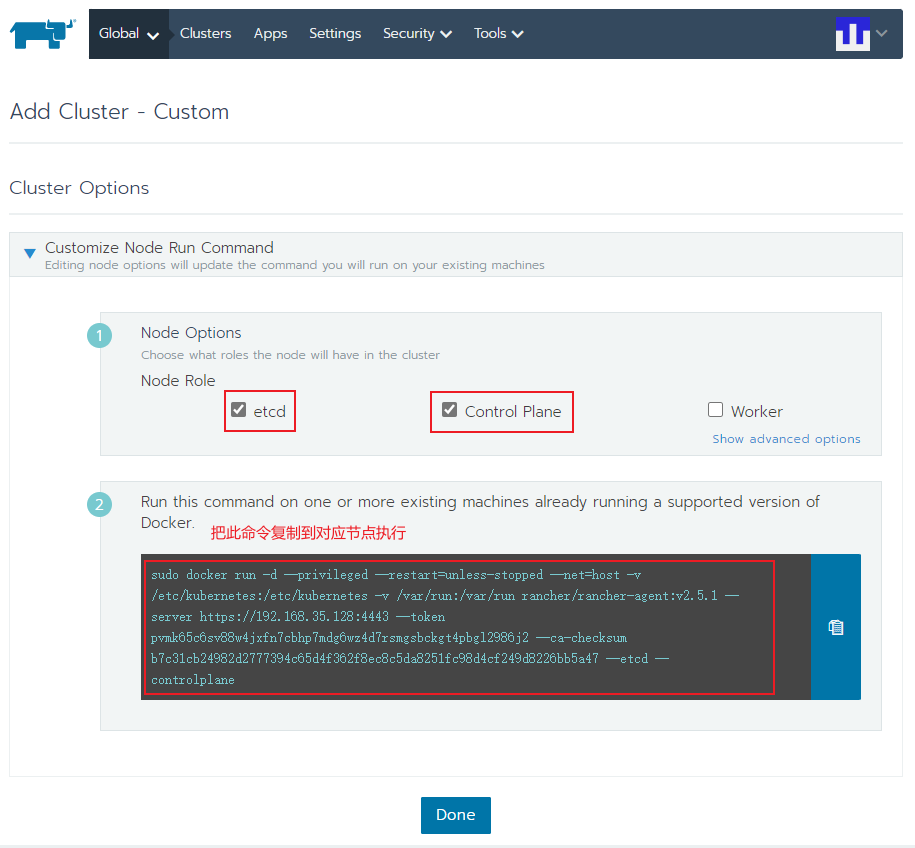 Global Clusters Apps Settings Security Tools
Add Cluster - Custom
Cluster Options
Customize Node Run Command
Editing node options will update the command you will run on your existing machines
1 Node Options
Choose what roles the node will have in the cluster
Node Role
etcd Control Plane Worker
Show advanced options
2 Run this command on one or more existing machines already running a supported version of
Docker. 把此命令复制到对应节点执行
sudo docker run -d --privileged --restart=unless-stopped --net=host -v
/etc/kubernetes:/etc/kubernetes -v /var/run:/var/run rancher/rancher-agent:v2.5.1 --
server https://192.168.35.128:4443 --token
pvmk65c6sv88w4jxfn7cbhp7mdg6wz4d7rsmgsbckgt4pbgl2986j2 --ca-checksum
b7c31cb24982d2777394c65d4f362f8ec8c5da8251fc98d4cf249d8226bb5a47 --etcd --
controlplane
Done